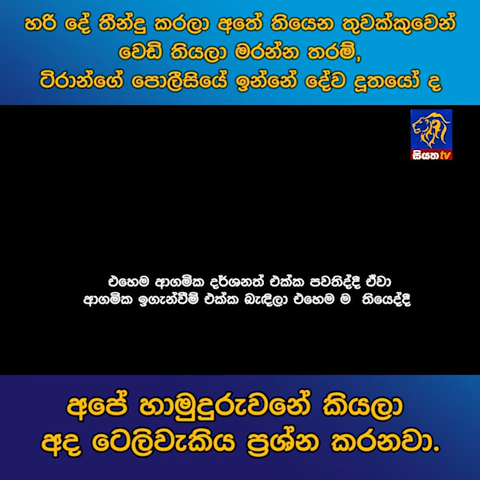 හරි දේ තීන්දු කරලා අතේ තියෙන තුවක්කුවෙන්
වෙඩි තියලා මරන්න තරම්,
ටිරාන්ගේ පොලීසියේ ඉන්නේ දේව දූතයෝ ද
සියත tv
එහෙම ආගමික දර්ශනත් එක්ක පවතිද්දී ඒවා
ආගමික ඉගැන්වීම් එක්ක බැඳිලා එහෙම ම තියෙද්දී
අපේ හාමුදුරුවනේ කියලා
අද ටෙලිවැකිය ප්‍රශ්න කරනවා.